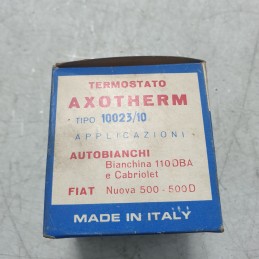 TERMOSTATO
AXOTHERM
TIPO 10023/10
APPLICAZIONI
AUTOBIANCHI
Bianchina 110DBA
e Cabriolet
FIAT Nuova 500-500D
MADE IN ITALY